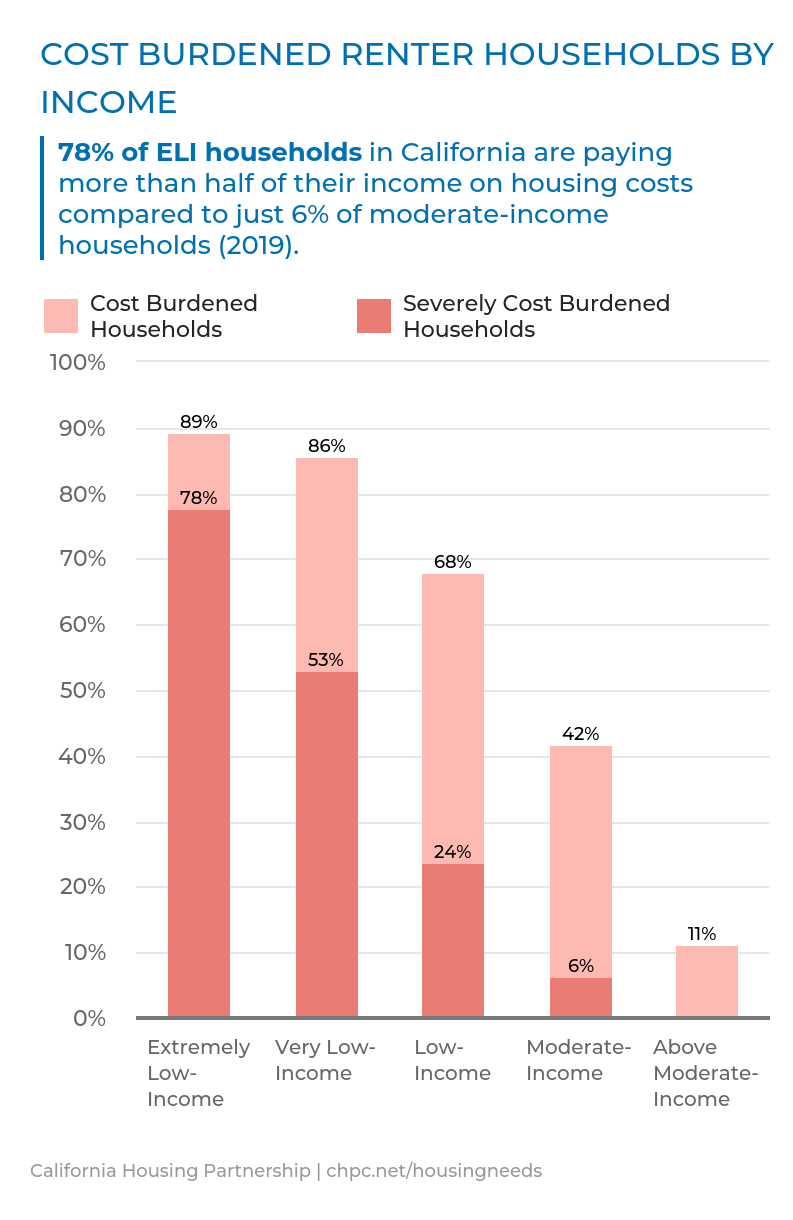 COST BURDENED RENTER HOUSEHOLDS BY
INCOME
78% of ELI households in California are paying
more than half of their income on housing costs
compared to just 6% of moderate-income
households (2019).
Cost Burdened
Households
Severely Cost Burdened
Households
100%
90%
80%
70%
60%
50%
40%
30%
20%
10%
0%
89%
78%
86%
53%
68%
24%
42%
6%
11%
Extremely
Low-
Income
Very Low-
Income
Low-
Income
Moderate-
Income
Above
Moderate-
Income
California Housing Partnership | chpc.net/housingneeds